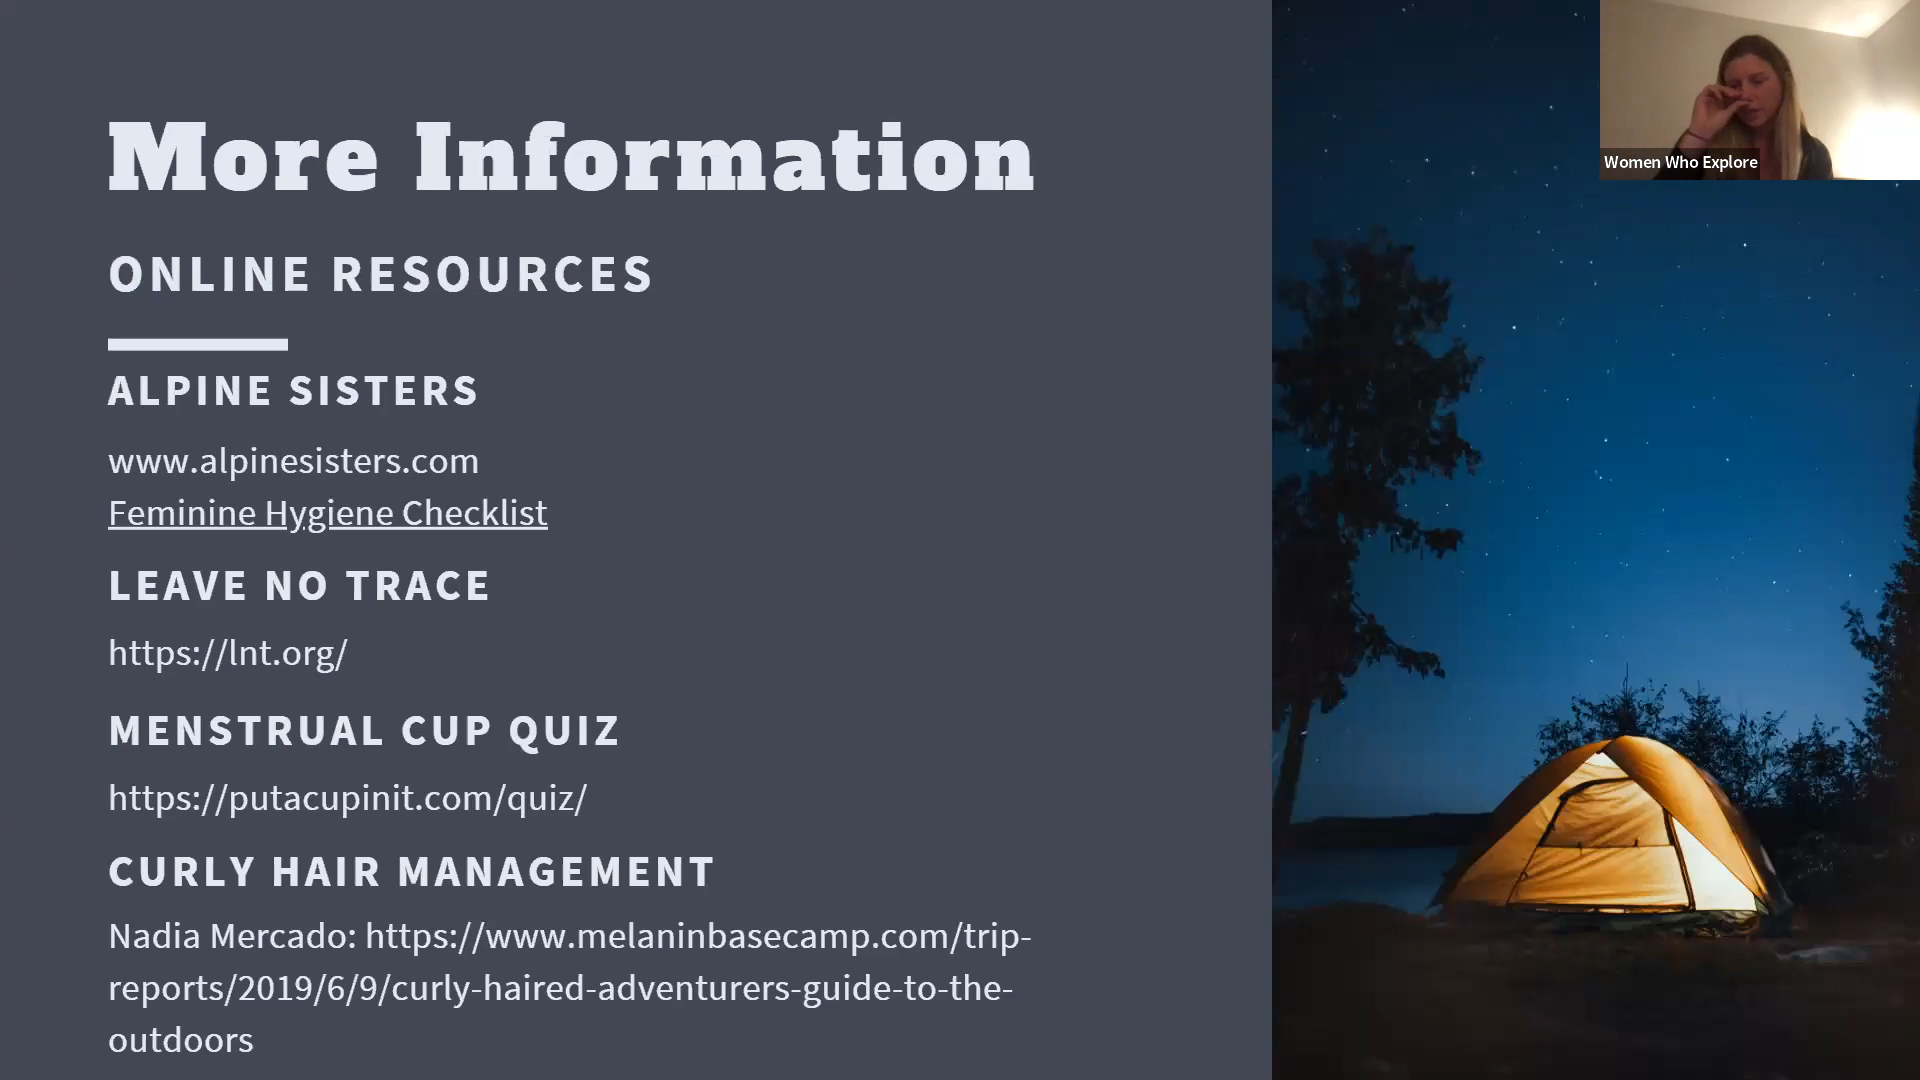 More Information
ONLINE RESOURCES
ALPINE SISTERS
www.alpinesisters.com
Feminine Hygiene Checklist
LEAVE NO TRACE
https://lnt.org/
MENSTRUAL CUP QUIZ
https://putacupinit.com/quiz/
CURLY HAIR MANAGEMENT
Nadia Mercado: https://www.melaninbasecamp.com/trip-
reports/2019/6/9/curly-haired-adventurers-guide-to-the-
outdoors
Women Who Explore